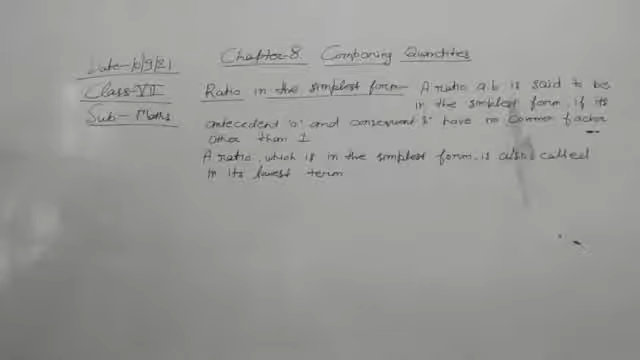 Date-10/9/21
Chapter-8. Comparing Quantities
Class-VII
Ratio in the simplest form- A ratio a:b is said to be
in the simplest form, if its
Sub- Maths
antecedent 'a' and consequent 'b' have no common factor
other than 1
A ratio, which is in the simplest form, is also called
in its lowest term